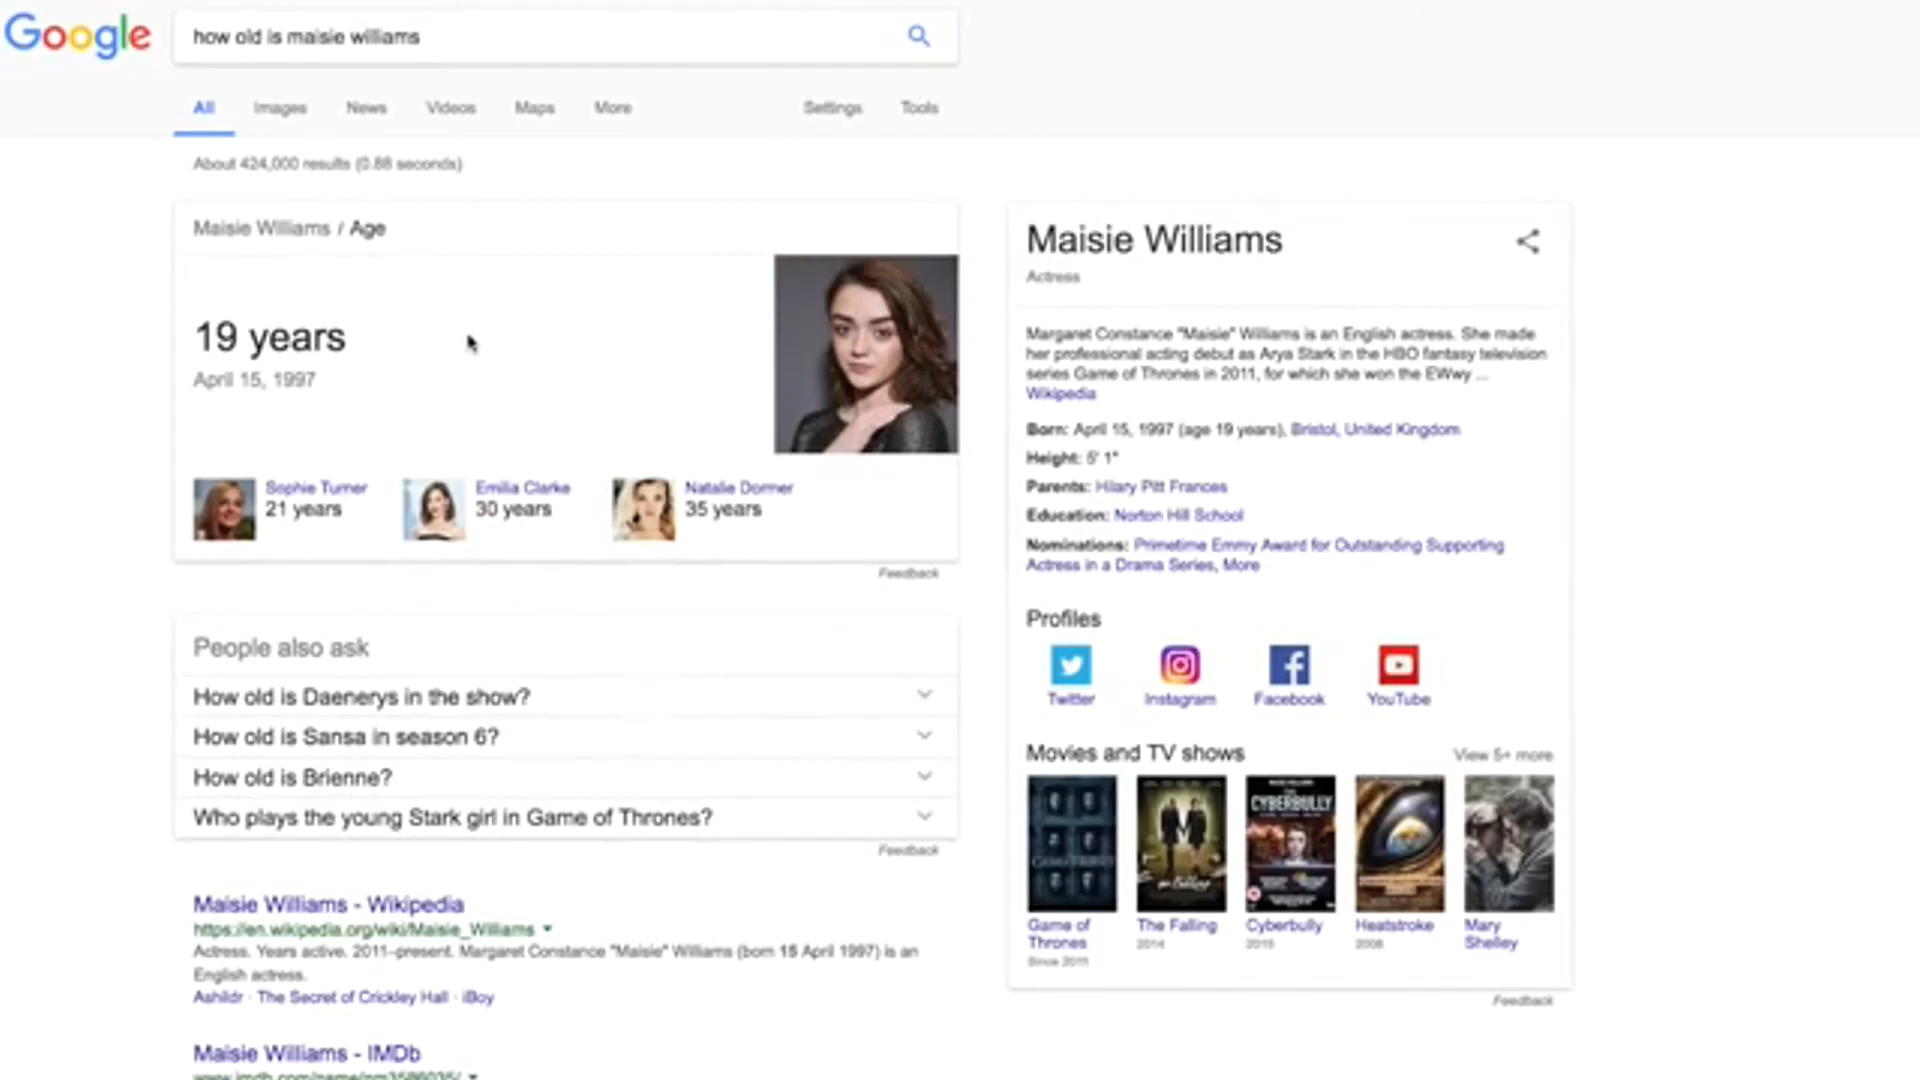 Google
how old is maisie williams
All Images News Videos Maps More Settings Tools
About 424,000 results (0.88 seconds)
Maisie Williams / Age
19 years
April 15, 1997
Sophie Turner
21 years
Emilia Clarke
30 years
Natalie Dormer
35 years
Feedback
People also ask
How old is Daenerys in the show?
How old is Sansa in season 6?
How old is Brienne?
Who plays the young Stark girl in Game of Thrones?
Feedback
Maisie Williams - Wikipedia
https://en.wikipedia.org/wiki/Maisie_Williams
Actress. Years active. 2011–present. Margaret Constance "Maisie" Williams (born 15 April 1997) is an
English actress.
Ashildr · The Secret of Crickley Hall · iBoy
Maisie Williams - IMDb
Maisie Williams
Actress
Margaret Constance "Maisie" Williams is an English actress. She made
her professional acting debut as Arya Stark in the HBO fantasy television
series Game of Thrones in 2011, for which she won the EWwy ...
Wikipedia
Born: April 15, 1997 (age 19 years), Bristol, United Kingdom
Height: 5' 1"
Parents: Hilary Pitt Frances
Education: Norton Hill School
Nominations: Primetime Emmy Award for Outstanding Supporting
Actress in a Drama Series, More
Profiles
Twitter Instagram Facebook YouTube
Movies and TV shows View 5+ more
CYBERBULLY
Game of
Thrones
Since 2011
The Falling
2014
Cyberbully
2015
Heatstroke
2008
Mary
Shelley
Feedback